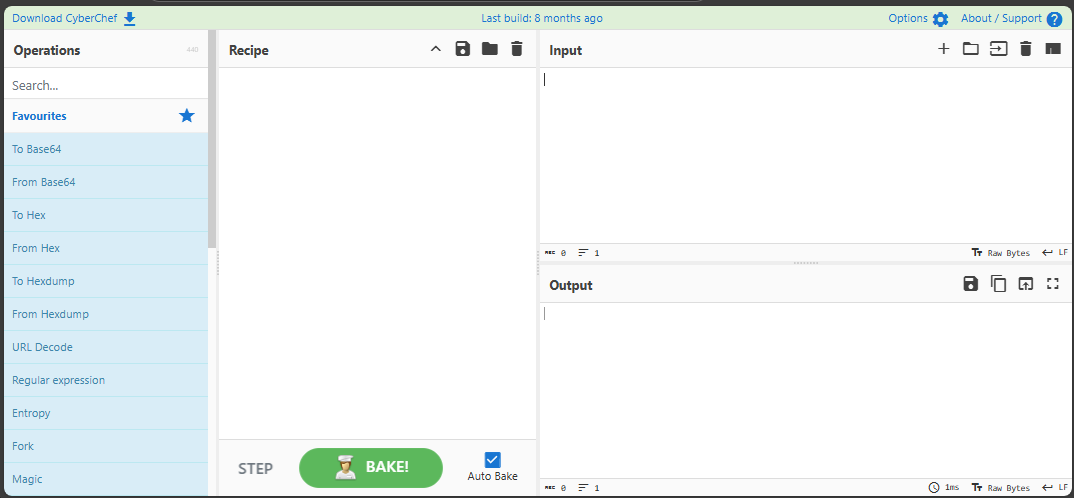 Download CyberChef
Last build: 8 months ago
Options
About / Support
Operations
440
Recipe
Input
Search...
Favourites
To Base64
From Base64
To Hex
From Hex
To Hexdump
From Hexdump
URL Decode
Regular expression
Entropy
Fork
Magic
STEP
BAKE!
Auto Bake
REC 0
1
Raw Bytes
LF
Output
REC 0
1
1ms
Raw Bytes
LF